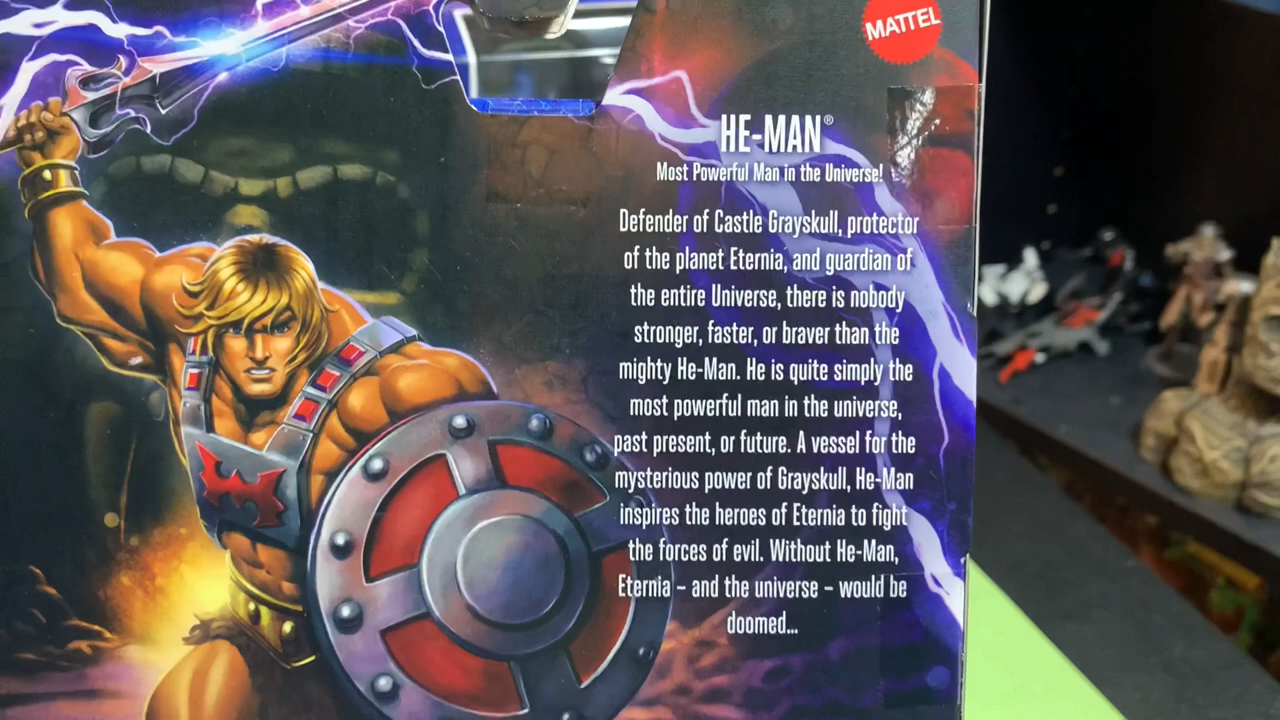 MATTEL
HE-MAN®
Most Powerful Man in the Universe!
Defender of Castle Grayskull, protector
of the planet Eternia, and guardian of
the entire Universe, there is nobody
stronger, faster, or braver than the
mighty He-Man. He is quite simply the
most powerful man in the universe,
past present, or future. A vessel for the
mysterious power of Grayskull, He-Man
inspires the heroes of Eternia to fight
the forces of evil. Without He-Man,
Eternia – and the universe – would be
doomed...